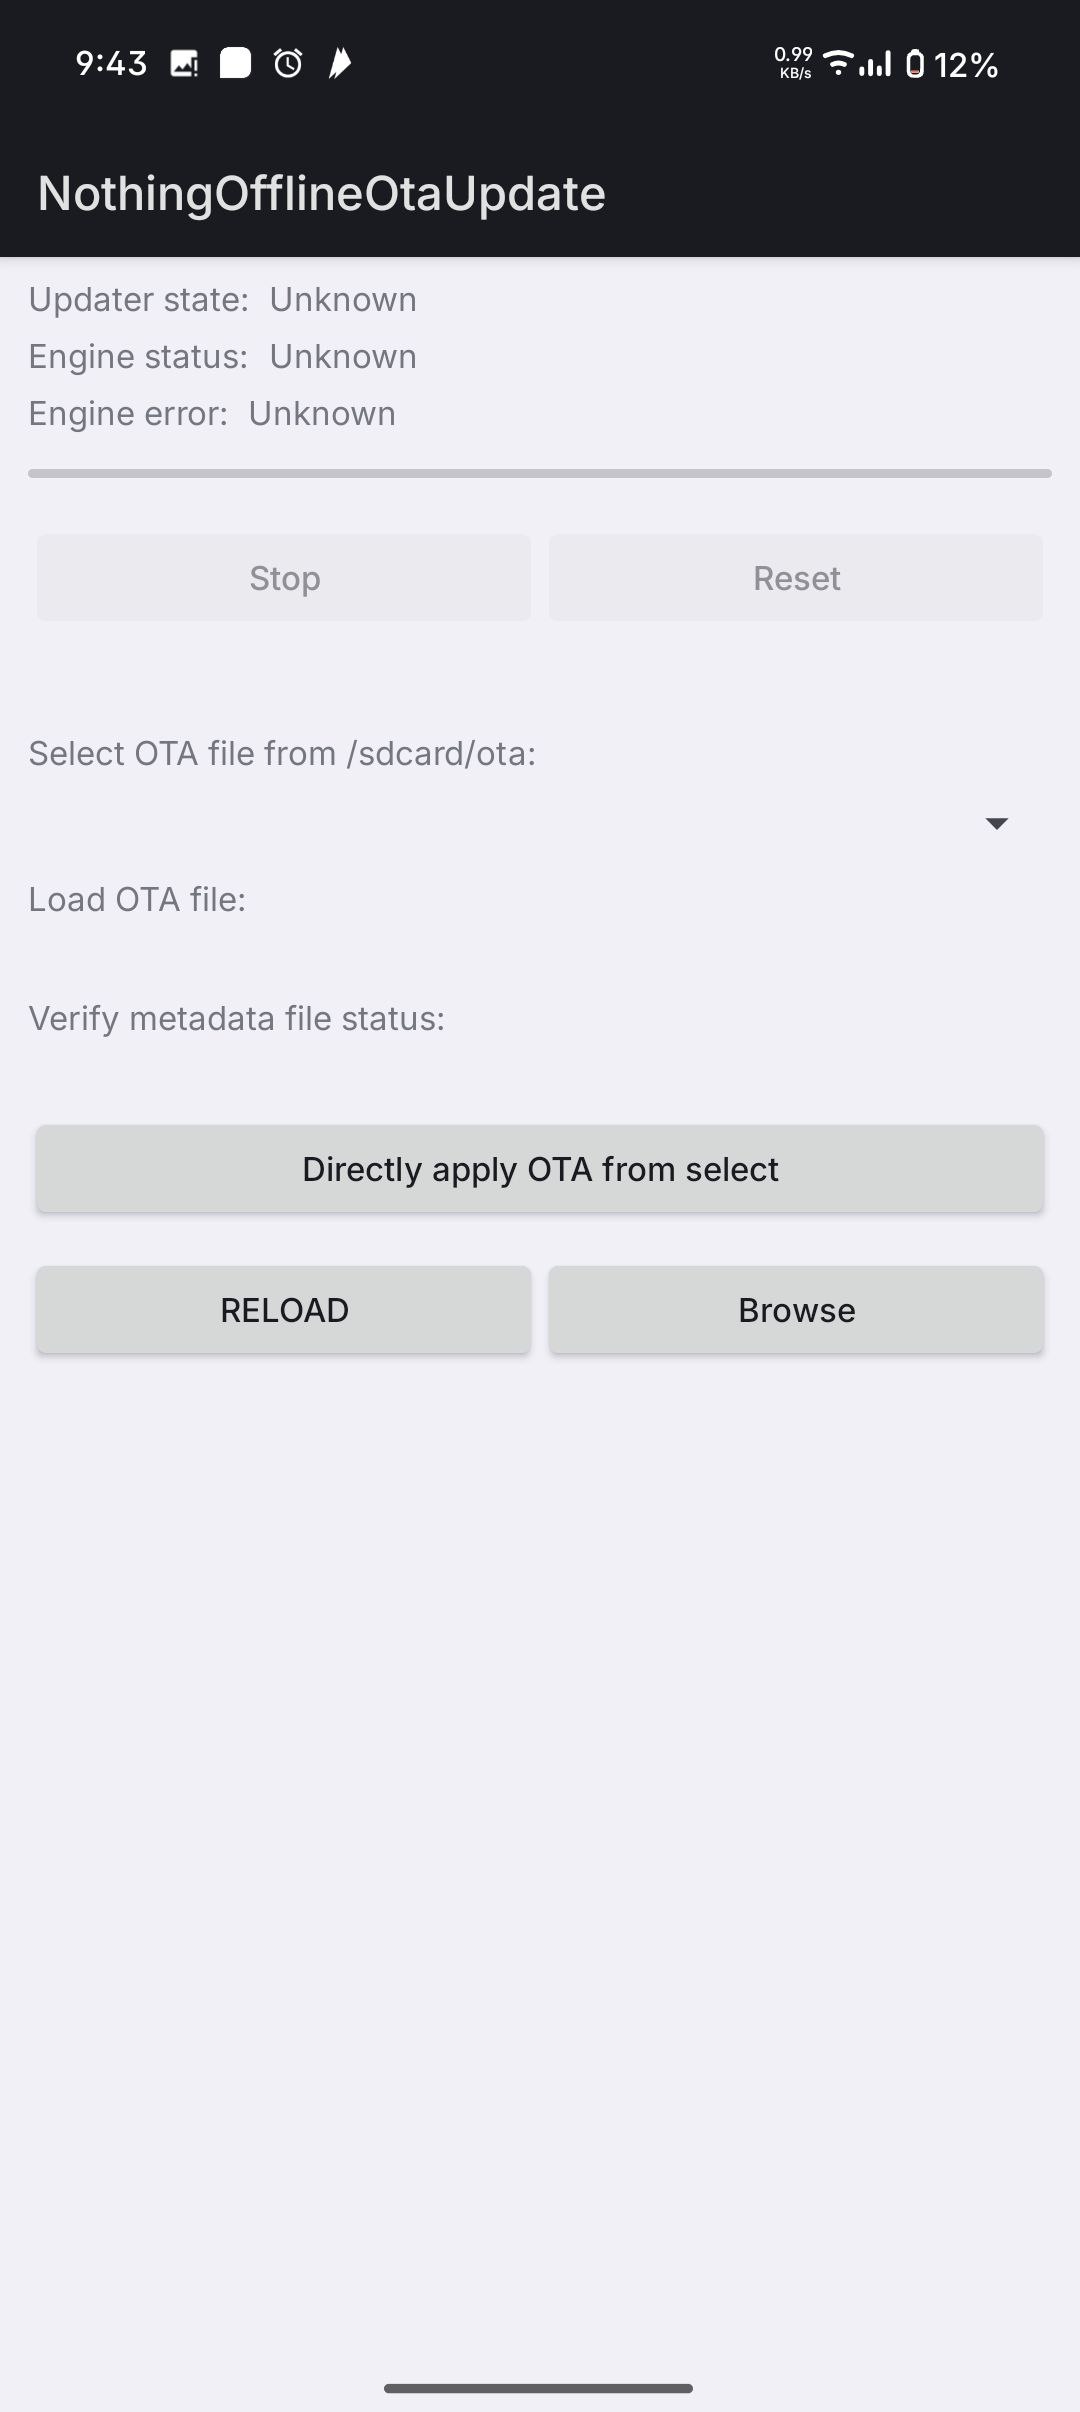 9:43
0.99 KB/s
12%
NothingOfflineOtaUpdate
Updater state: Unknown
Engine status: Unknown
Engine error: Unknown
Stop
Reset
Select OTA file from /sdcard/ota:
Load OTA file:
Verify metadata file status:
Directly apply OTA from select
RELOAD
Browse